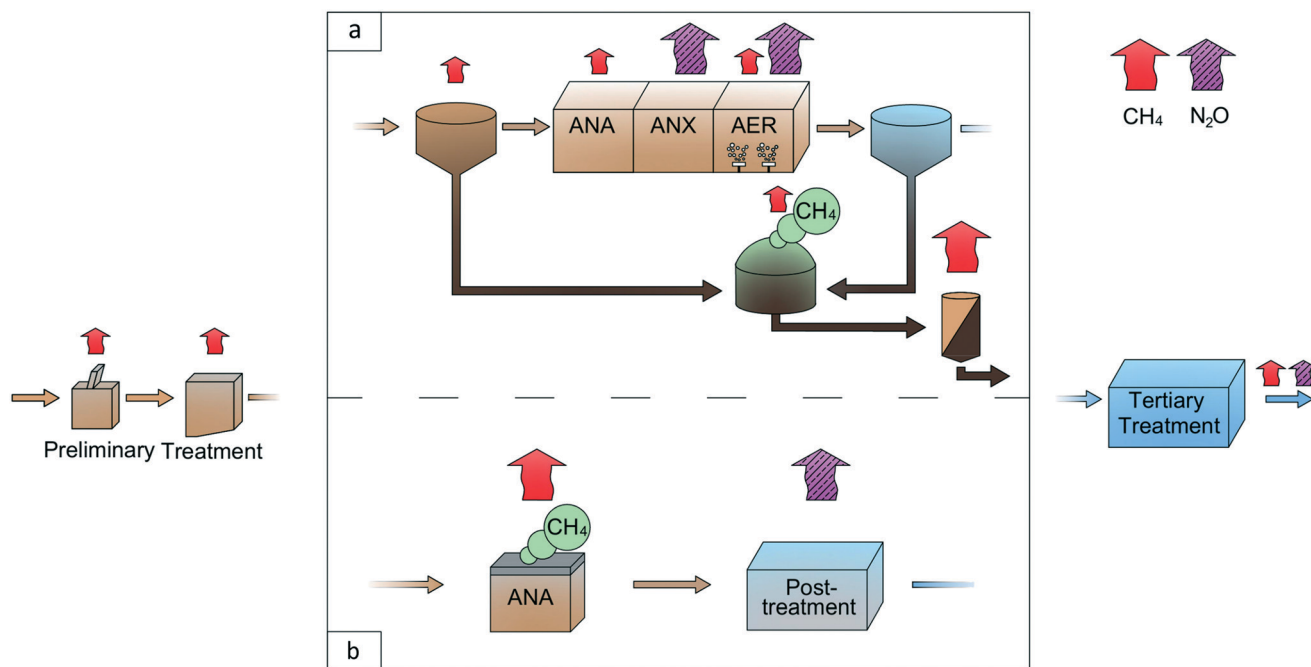 a
ANA
ANX
AER
CH₄
CH₄
N₂O
Preliminary Treatment
Tertiary
Treatment
CH₄
ANA
Post-
treatment
b